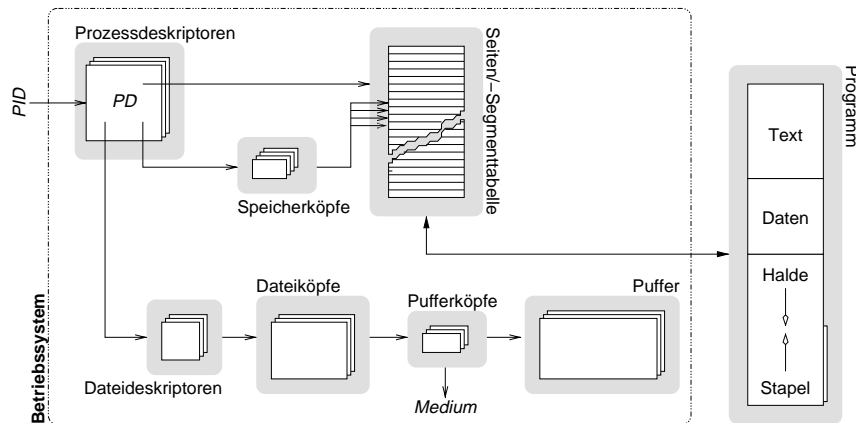 Prozessdeskriptoren
PID
PD
Seiten/−Segmenttabelle
Speicherköpfe
Programm
Text
Daten
Halde
Stapel
Dateiköpfe
Pufferköpfe
Puffer
Dateideskriptoren
Medium
Betriebssystem